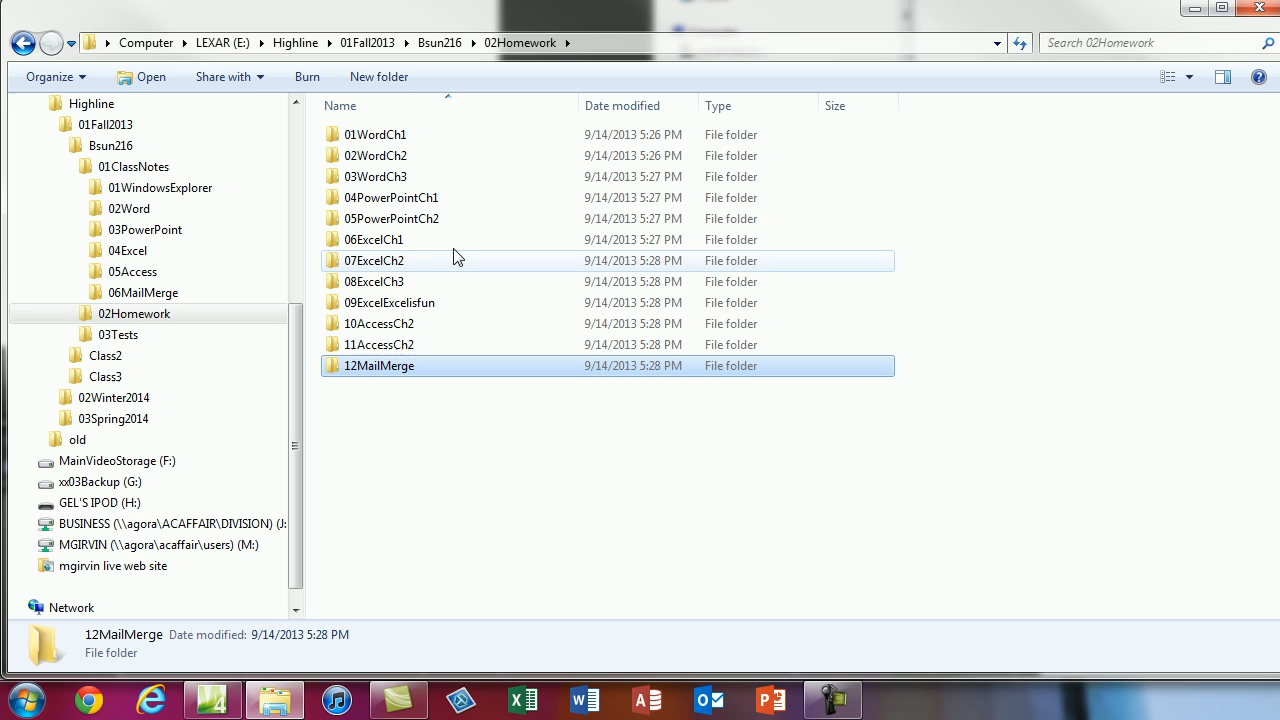 Computer LEXAR (E:) Highline 01Fall2013 Bsun216 02Homework Search 02Homework
Organize Open Share with Burn New folder
Highline
01Fall2013
Bsun216
01ClassNotes
01WindowsExplorer
02Word
03PowerPoint
04Excel
05Access
06MailMerge
02Homework
03Tests
Class2
Class3
02Winter2014
03Spring2014
old
MainVideoStorage (F:)
xx03Backup (G:)
GEL'S IPOD (H:)
BUSINESS (\\agora\ACAFFAIR\DIVISION) (J:
MGIRVIN (\\agora\acaffair\users) (M:)
mgirvin live web site
Network
Name Date modified Type Size
01WordCh1 9/14/2013 5:26 PM File folder
02WordCh2 9/14/2013 5:26 PM File folder
03WordCh3 9/14/2013 5:27 PM File folder
04PowerPointCh1 9/14/2013 5:27 PM File folder
05PowerPointCh2 9/14/2013 5:27 PM File folder
06ExcelCh1 9/14/2013 5:27 PM File folder
07ExcelCh2 9/14/2013 5:28 PM File folder
08ExcelCh3 9/14/2013 5:28 PM File folder
09ExcelExcelisfun 9/14/2013 5:28 PM File folder
10AccessCh2 9/14/2013 5:28 PM File folder
11AccessCh2 9/14/2013 5:28 PM File folder
12MailMerge 9/14/2013 5:28 PM File folder
12MailMerge Date modified: 9/14/2013 5:28 PM
File folder